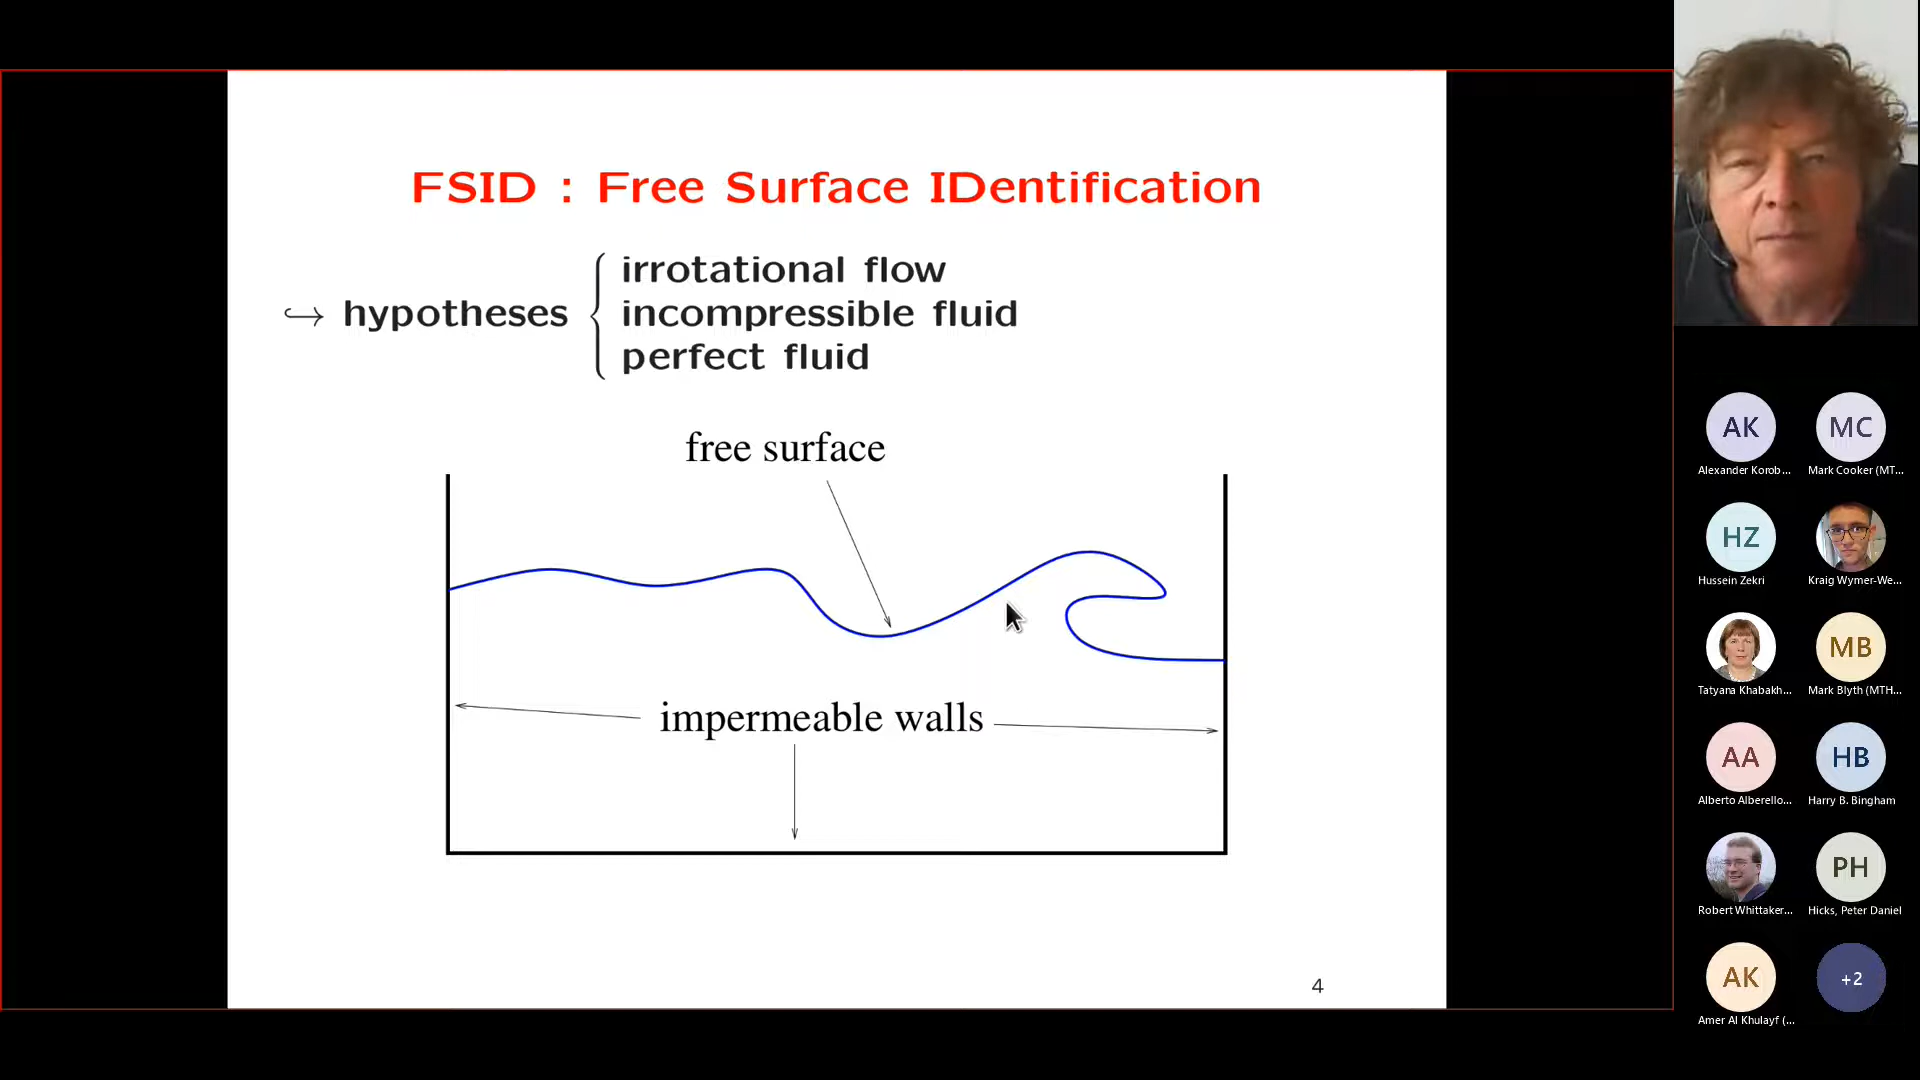 FSID : Free Surface IDentification
↪ hypotheses
irrotational flow
incompressible fluid
perfect fluid
free surface
impermeable walls
4
AK
Alexander Korob...
MC
Mark Cooker (MT...
HZ
Hussein Zekri
Kraig Wymer-We...
Tatyana Khabakh...
MB
Mark Blyth (MTH...
AA
Alberto Alberello...
HB
Harry B. Bingham
Robert Whittaker...
PH
Hicks, Peter Daniel
AK
Amer Al Khulayf (...
+2